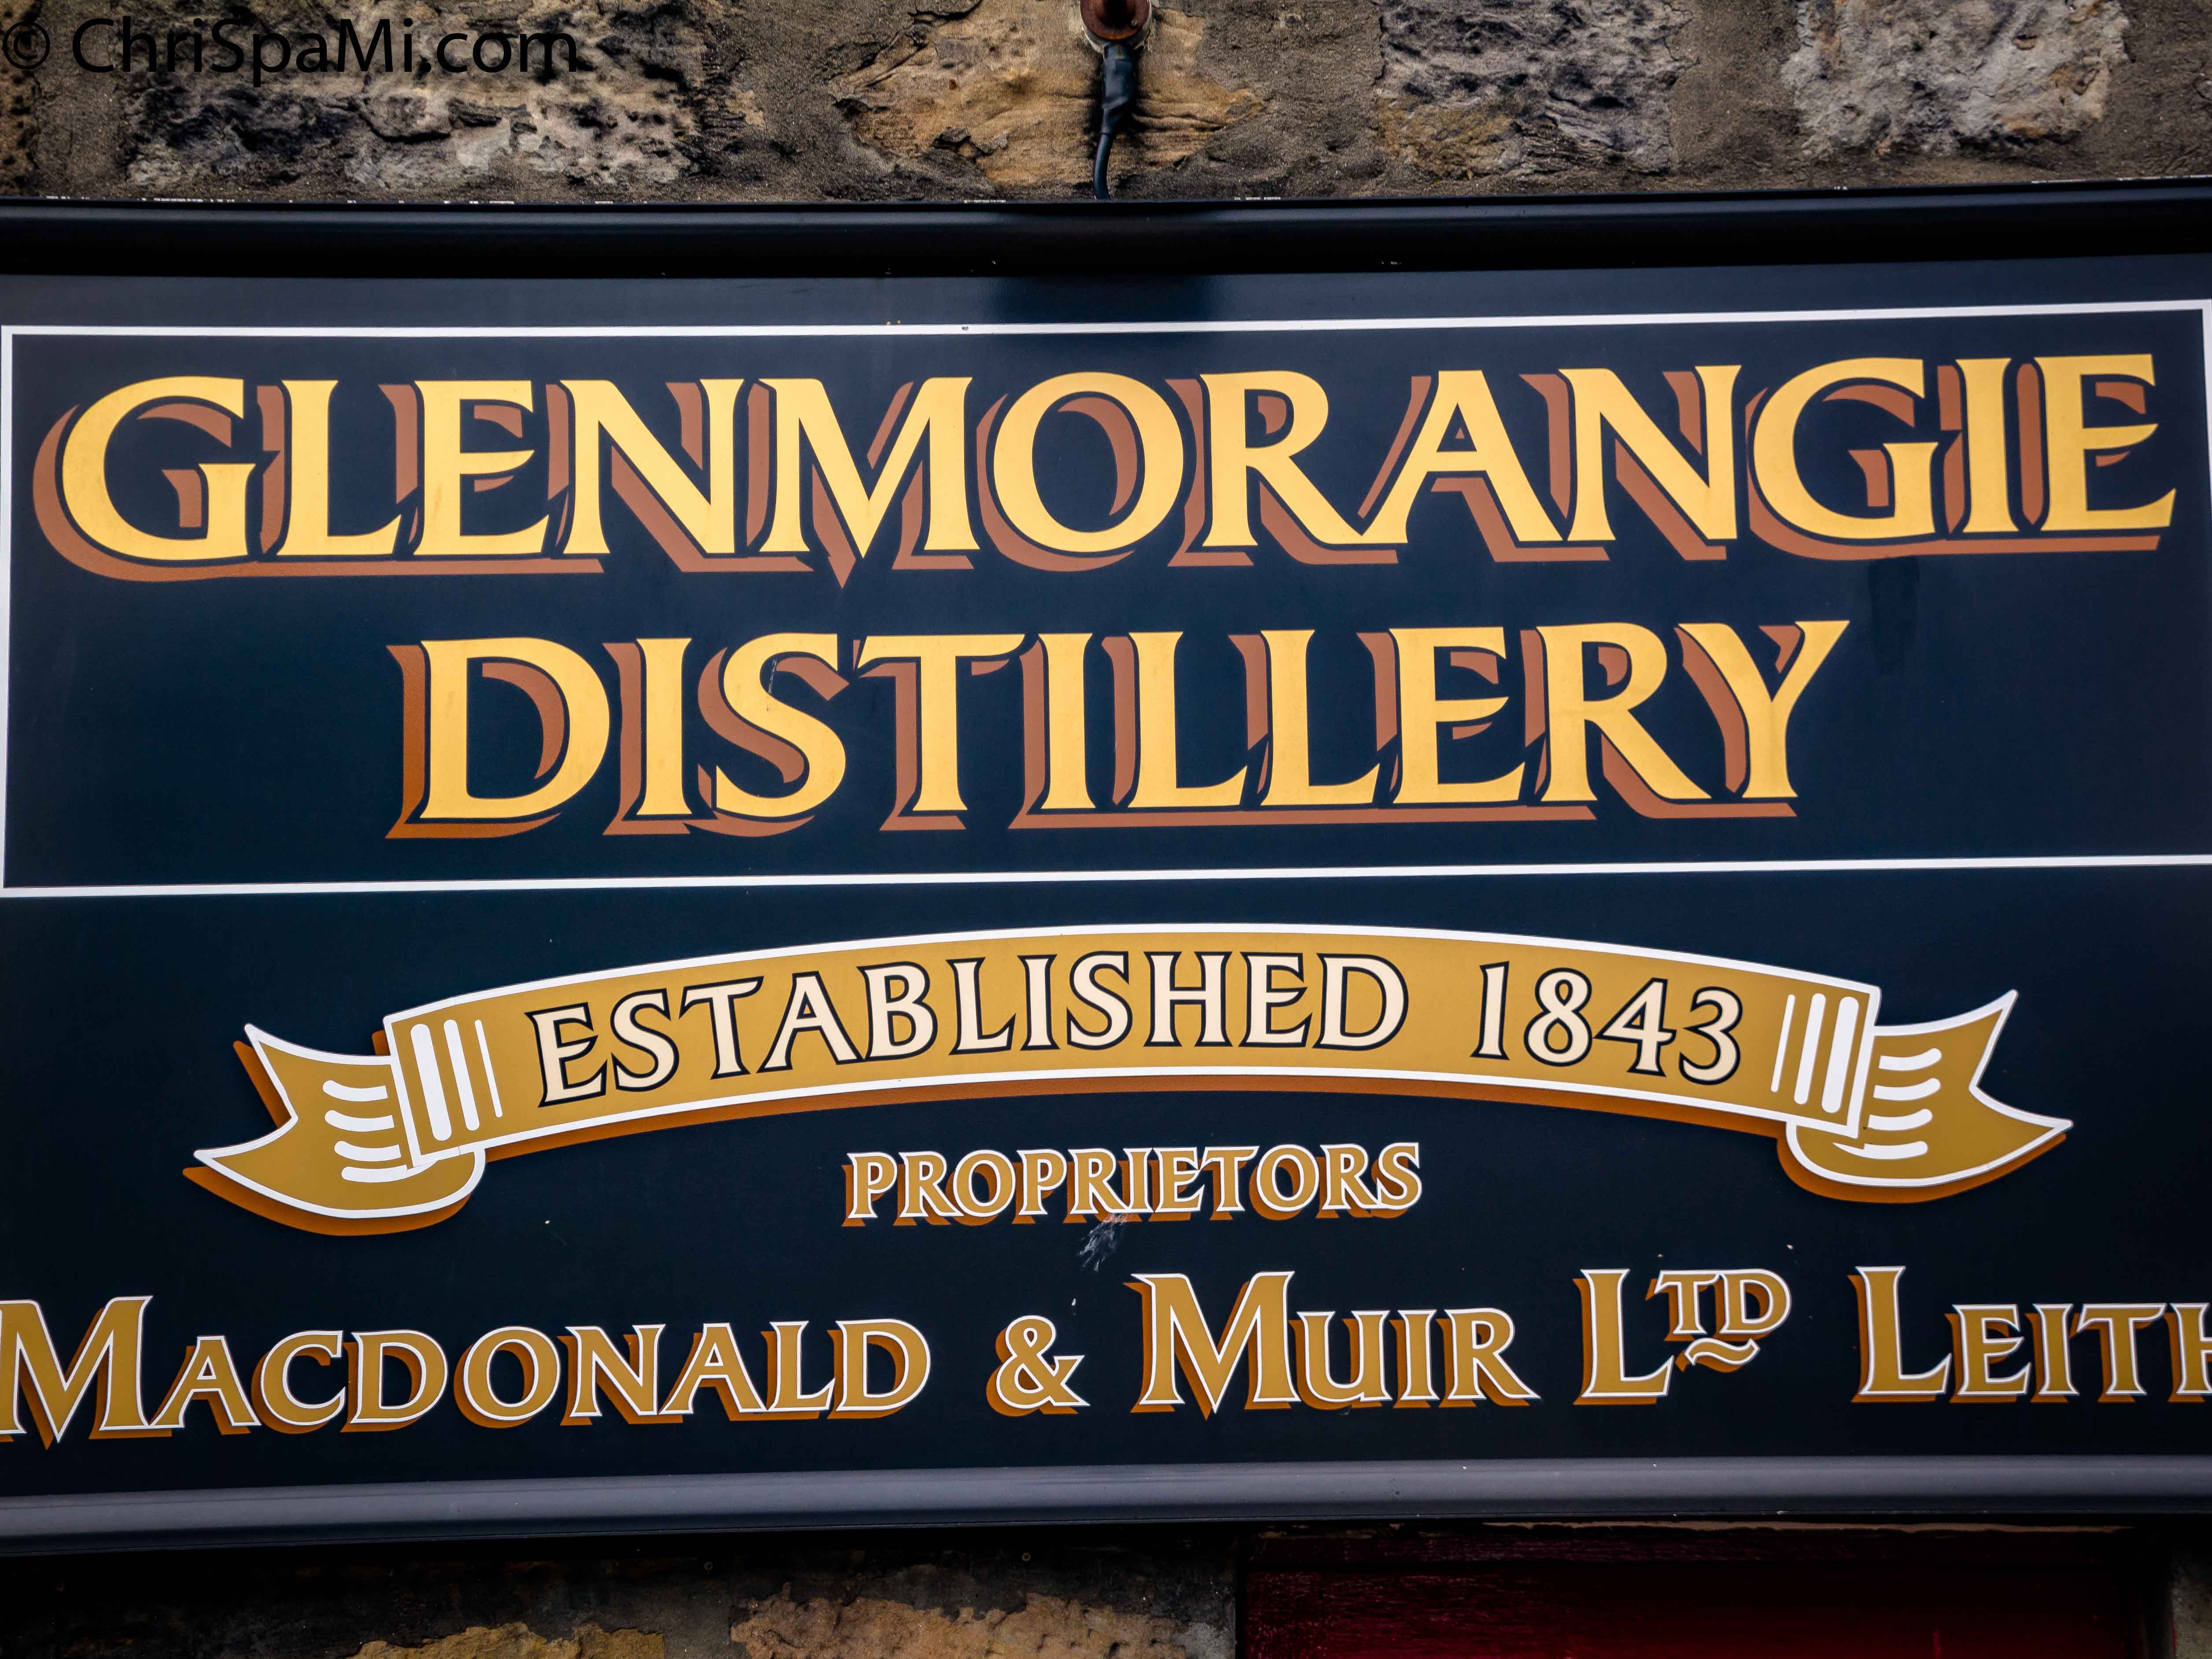 © ChriSpaMi.com
GLENMORANGIE
DISTILLERY
ESTABLISHED 1843
PROPRIETORS
MACDONALD & MUIR LTD LEITH